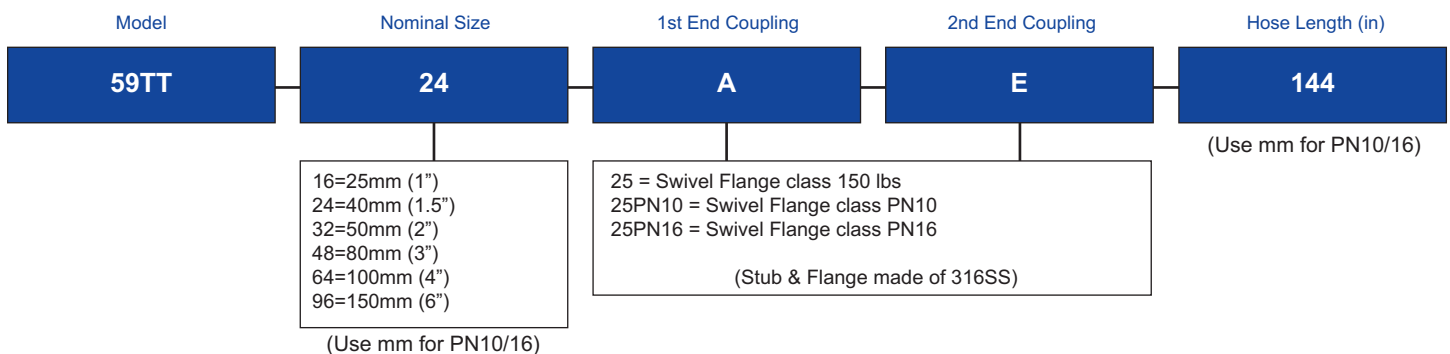 Model
Nominal Size
1st End Coupling
2nd End Coupling
Hose Length (in)
59TT
24
A
E
144
(Use mm for PN10/16)
16=25mm (1”)
24=40mm (1.5”)
32=50mm (2”)
48=80mm (3”)
64=100mm (4”)
96=150mm (6”)
(Use mm for PN10/16)
25 = Swivel Flange class 150 lbs
25PN10 = Swivel Flange class PN10
25PN16 = Swivel Flange class PN16
(Stub & Flange made of 316SS)